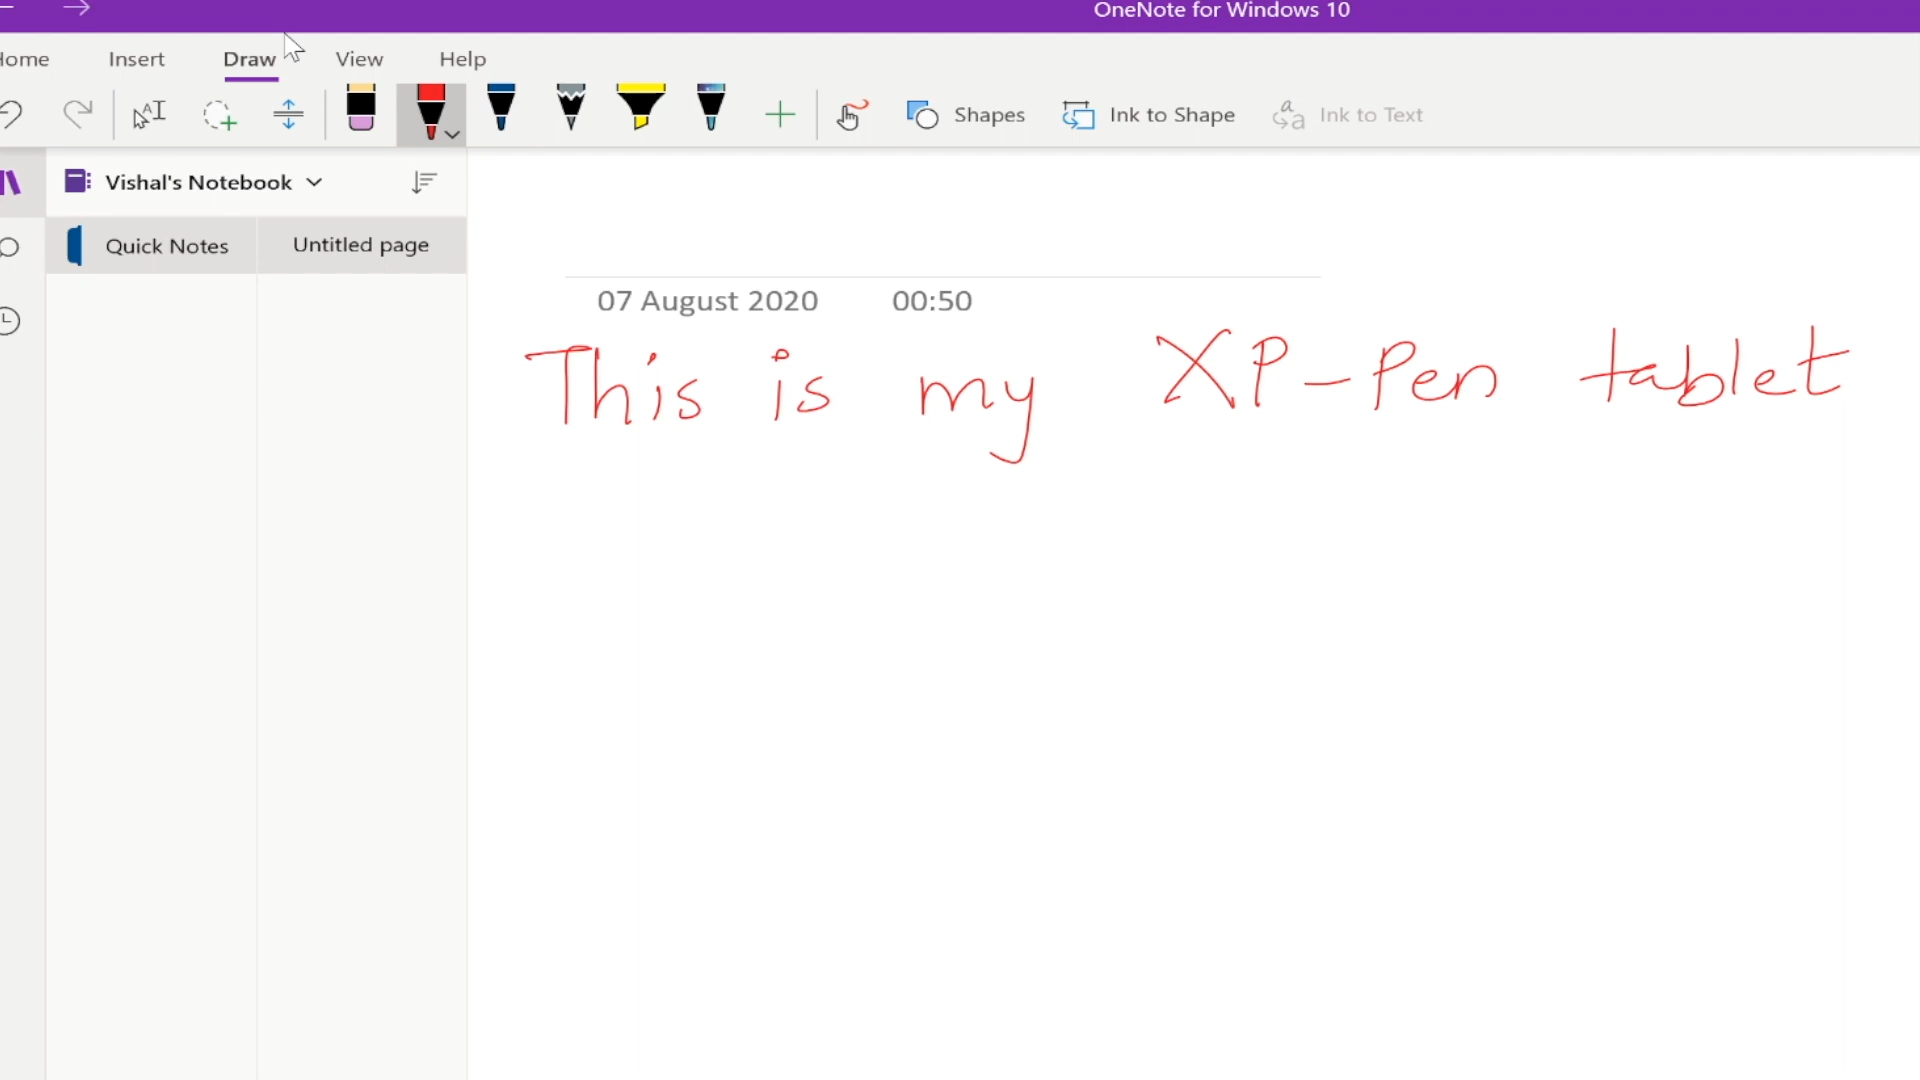 OneNote for Windows 10
Home Insert Draw View Help
Shapes Ink to Shape Ink to Text
Vishal's Notebook
Quick Notes Untitled page
07 August 2020 00:50
This is my XP-Pen tablet